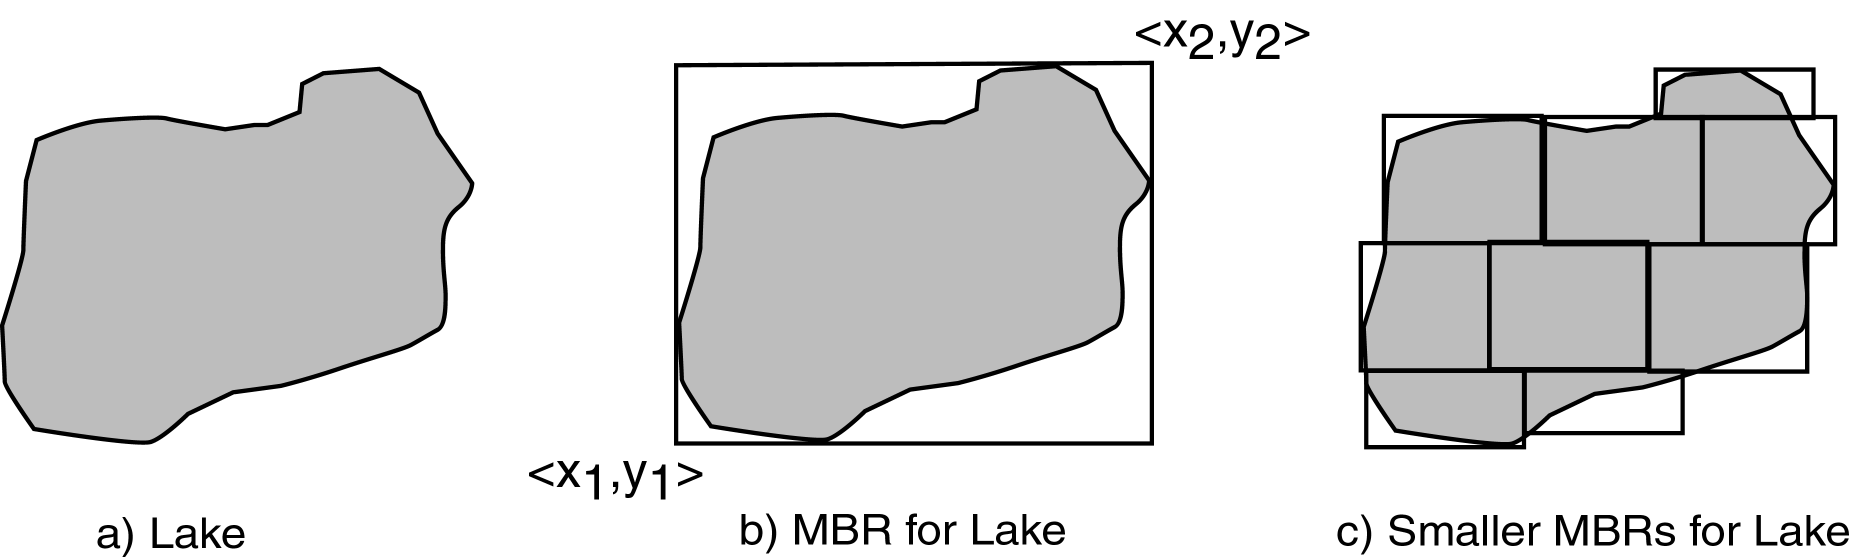 <x₂,y₂>
<x₁,y₁>
a) Lake
b) MBR for Lake
c) Smaller MBRs for Lake